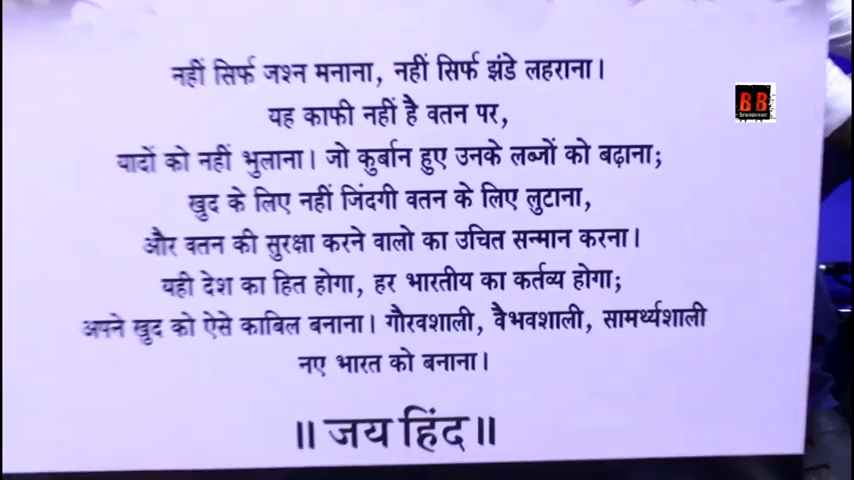 नहीं सिर्फ जश्न मनाना, नहीं सिर्फ झंडे लहराना।
यह काफी नहीं है वतन पर,
यादों को नहीं भुलाना। जो कुर्बान हुए उनके लब्जों को बढ़ाना;
खुद के लिए नहीं जिंदगी वतन के लिए लुटाना,
और वतन की सुरक्षा करने वालो का उचित सन्मान करना।
यही देश का हित होगा, हर भारतीय का कर्तव्य होगा;
अपने खुद को ऐसे काबिल बनाना। गौरवशाली, वैभवशाली, सामर्थ्यशाली
नए भारत को बनाना।
॥ जय हिंद ॥
BB